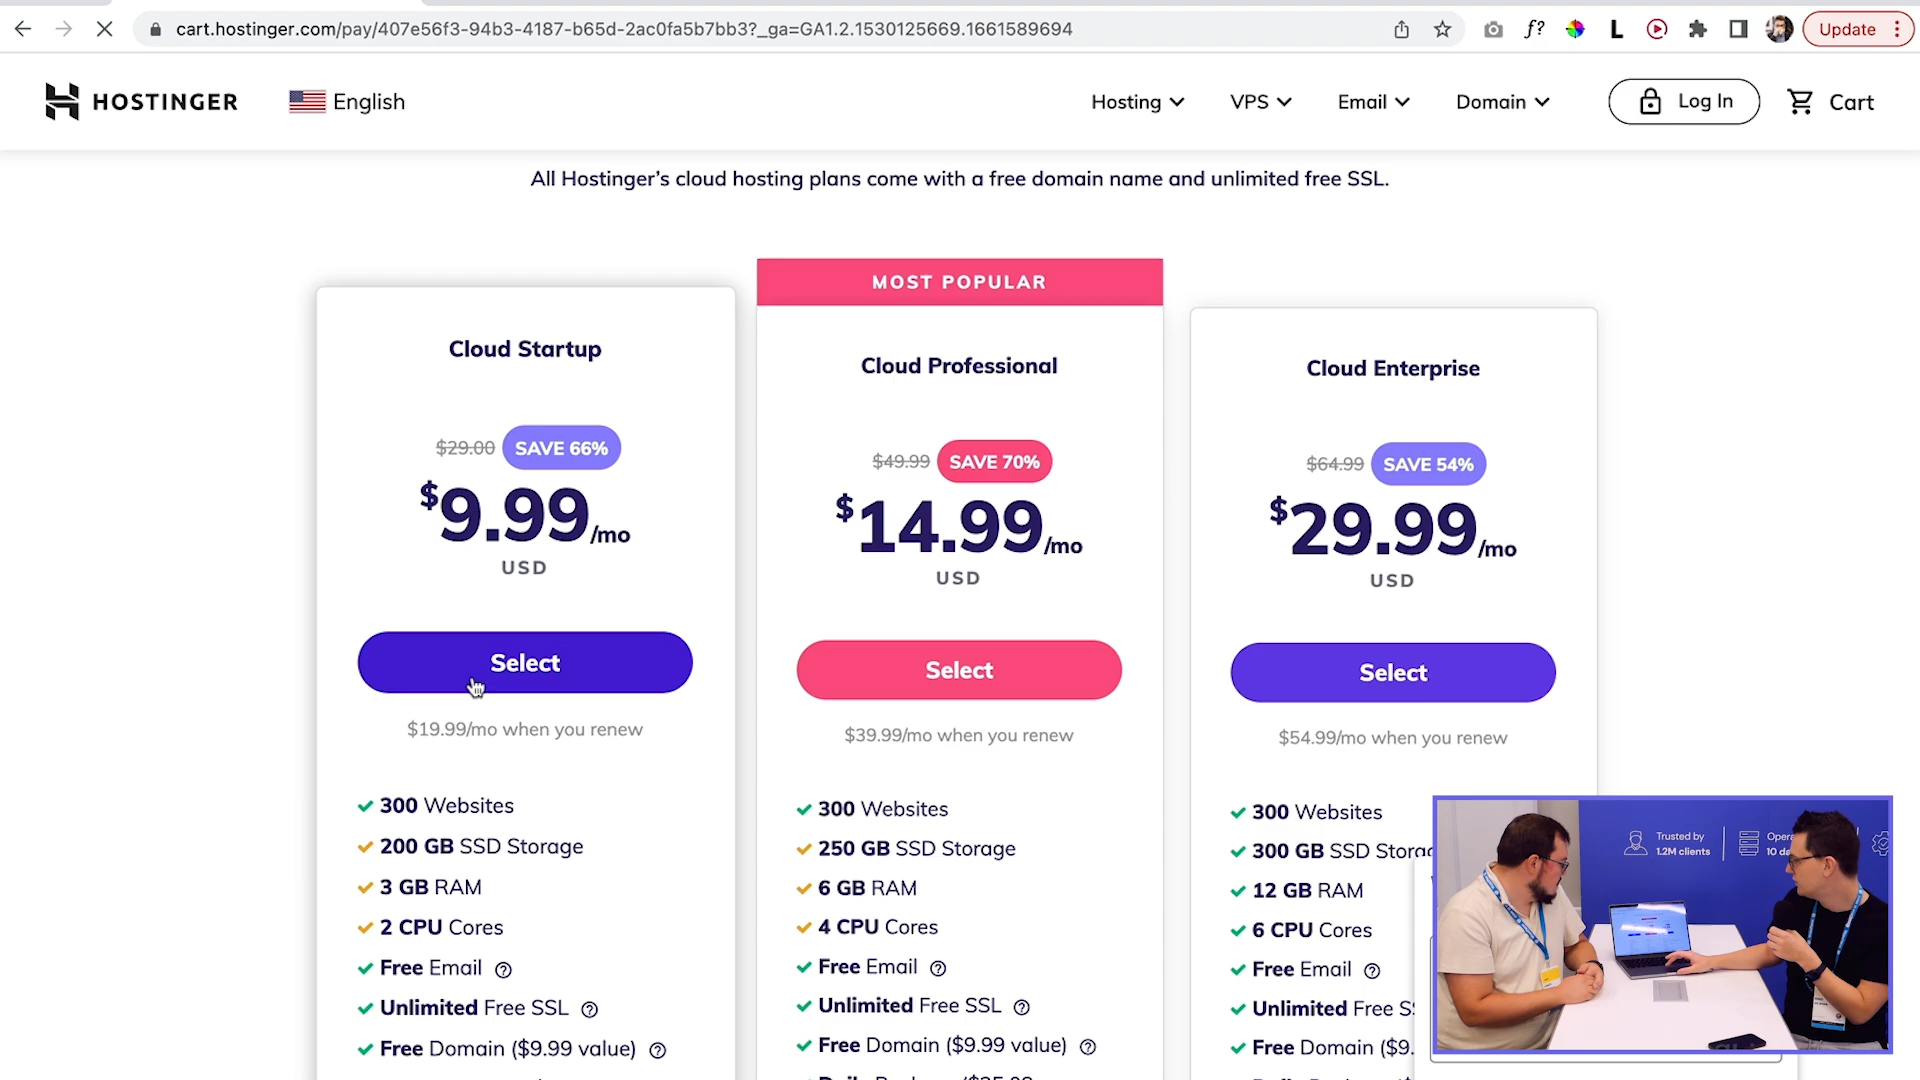 cart.hostinger.com/pay/407e56f3-94b3-4187-b65d-2ac0fa5b7bb3?_ga=GA1.2.1530125669.1661589694
f?
L
Update
HOSTINGER
English
Hosting
VPS
Email
Domain
Log In
Cart
All Hostinger’s cloud hosting plans come with a free domain name and unlimited free SSL.
Cloud Startup
$29.00 SAVE 66%
$9.99/mo
USD
Select
$19.99/mo when you renew
300 Websites
200 GB SSD Storage
3 GB RAM
2 CPU Cores
Free Email
Unlimited Free SSL
Free Domain ($9.99 value)
MOST POPULAR
Cloud Professional
$49.99 SAVE 70%
$14.99/mo
USD
Select
$39.99/mo when you renew
300 Websites
250 GB SSD Storage
6 GB RAM
4 CPU Cores
Free Email
Unlimited Free SSL
Free Domain ($9.99 value)
Cloud Enterprise
$64.99 SAVE 54%
$29.99/mo
USD
Select
$54.99/mo when you renew
300 Websites
300 GB SSD
12 GB RAM
6 CPU Cores
Free Email
Unlimited Free
Free Domain
Trusted by
1.2M clients